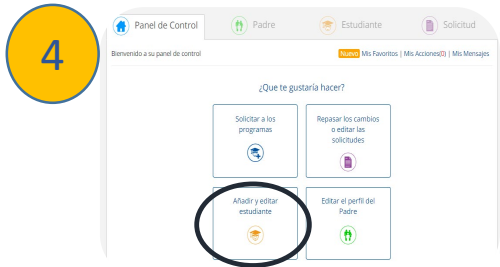 4
Panel de Control
Padre
Estudiante
Solicitud
Bienvenido a su panel de control
Nuevo Mis Favoritos | Mis Acciones(0) | Mis Mensajes
¿Que te gustaría hacer?
Solicitar a los
programas
Repasar los cambios
o editar las
solicitudes
Añadir y editar
estudiante
Editar el perfil del
Padre